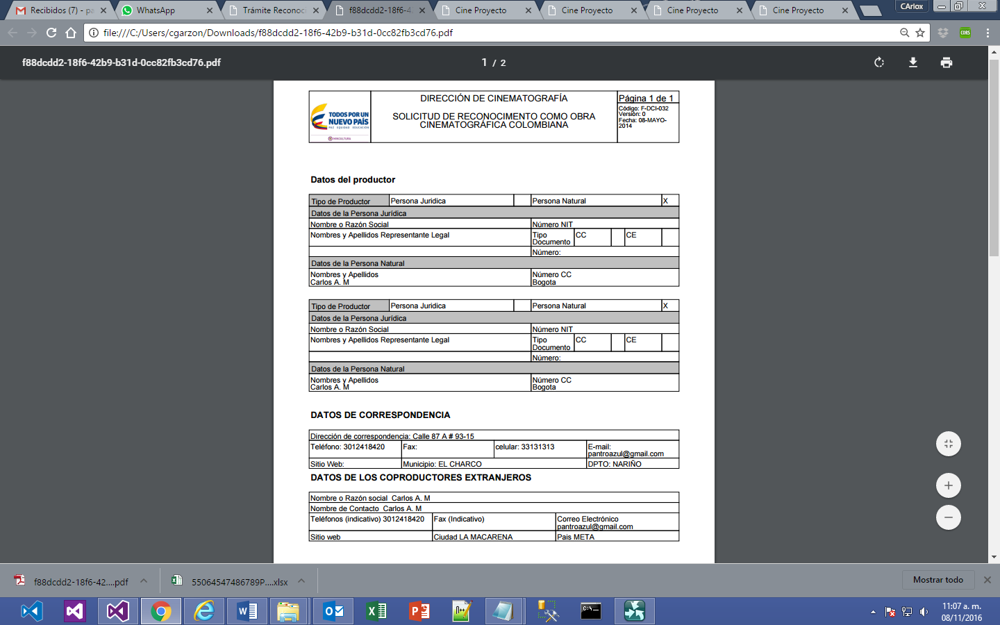 Recibidos (7) - pa
WhatsApp
Trámite Reconoc
f88dcdd2-18f6-4
Cine Proyecto
Cine Proyecto
Cine Proyecto
Cine Proyecto
CArlox
file:///C:/Users/cgarzon/Downloads/f88dcdd2-18f6-42b9-b31d-0cc82fb3cd76.pdf
CORS
f88dcdd2-18f6-42b9-b31d-0cc82fb3cd76.pdf
1 / 2
TODOS POR UN
NUEVO PAÍS
PAZ EQUIDAD EDUCACIÓN
MINCULTURA
DIRECCIÓN DE CINEMATOGRAFÍA
SOLICITUD DE RECONOCIMENTO COMO OBRA
CINEMATOGRÁFICA COLOMBIANA
Página 1 de 1
Código: F-DCI-032
Versión: 0
Fecha: 08-MAYO-
2014
Datos del productor
Tipo de Productor Persona Juridica Persona Natural X
Datos de la Persona Jurídica
Nombre o Razón Social Número NIT
Nombres y Apellidos Representante Legal Tipo Documento CC CE
Número:
Datos de la Persona Natural
Nombres y Apellidos Número CC
Carlos A. M Bogota
Tipo de Productor Persona Juridica Persona Natural X
Datos de la Persona Jurídica
Nombre o Razón Social Número NIT
Nombres y Apellidos Representante Legal Tipo Documento CC CE
Número:
Datos de la Persona Natural
Nombres y Apellidos Número CC
Carlos A. M Bogota
DATOS DE CORRESPONDENCIA
Dirección de correspondencia: Calle 87 A # 93-15
Teléfono: 3012418420 Fax: celular: 33131313 E-mail: pantroazul@gmail.com
Sitio Web: Municipio: EL CHARCO DPTO: NARIÑO
DATOS DE LOS COPRODUCTORES EXTRANJEROS
Nombre o Razón social Carlos A. M
Nombre de Contacto Carlos A. M
Teléfonos (indicativo) 3012418420 Fax (Indicativo) Correo Electrónico pantroazul@gmail.com
Sitio web Ciudad LA MACARENA País META
f88dcdd2-18f6-42....pdf
55064547486789P....xlsx
Mostrar todo
11:07 a. m.
08/11/2016